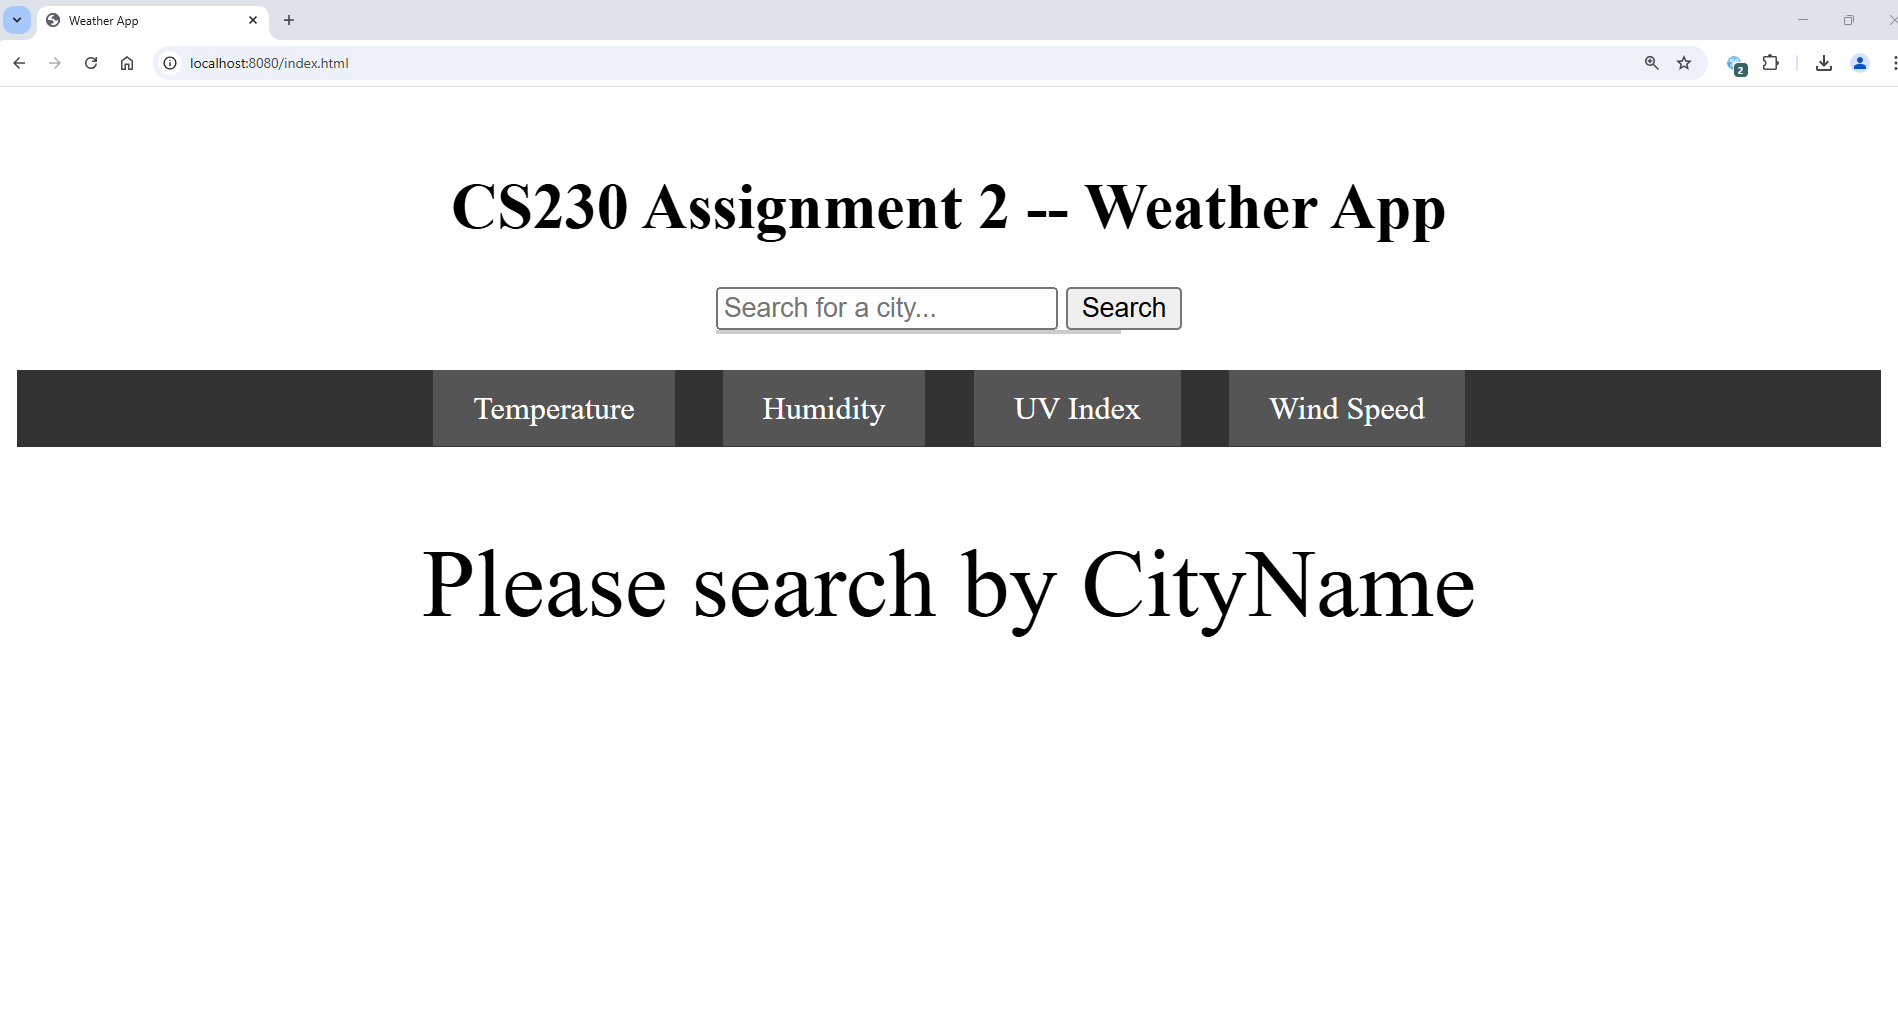 Weather App
localhost:8080/index.html
2
CS230 Assignment 2 -- Weather App
Search for a city...
Search
Temperature
Humidity
UV Index
Wind Speed
Please search by CityName